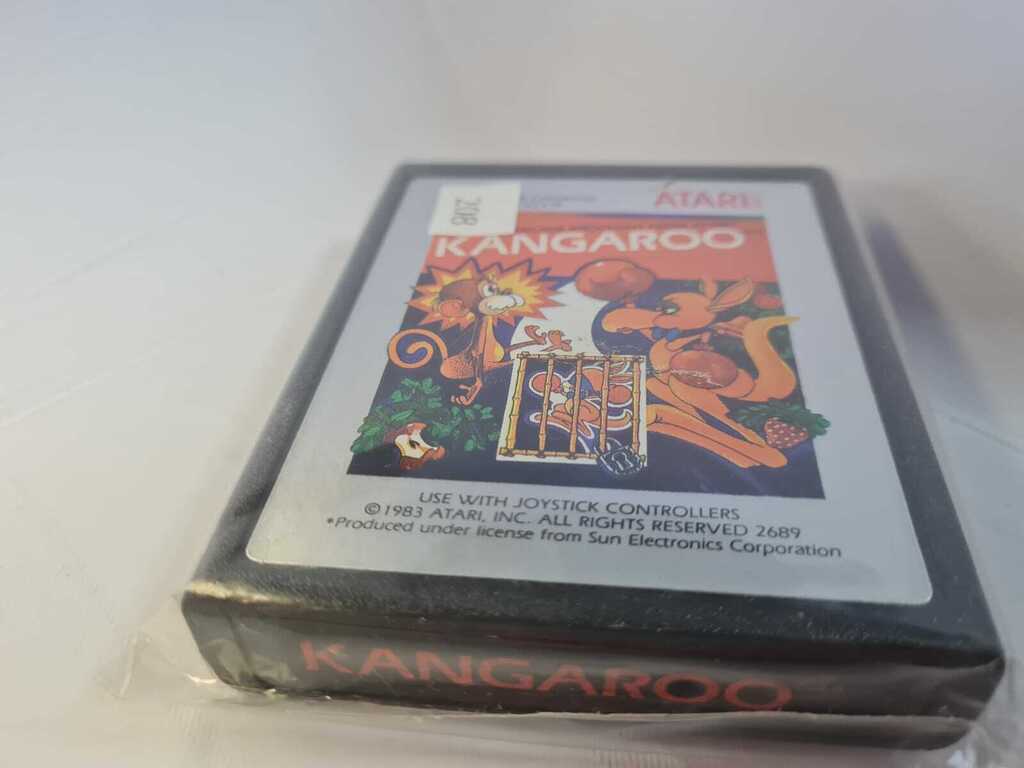 208
ATARI
KANGAROO
USE WITH JOYSTICK CONTROLLERS
©1983 ATARI, INC. ALL RIGHTS RESERVED 2689
*Produced under license from Sun Electronics Corporation
KANGAROO